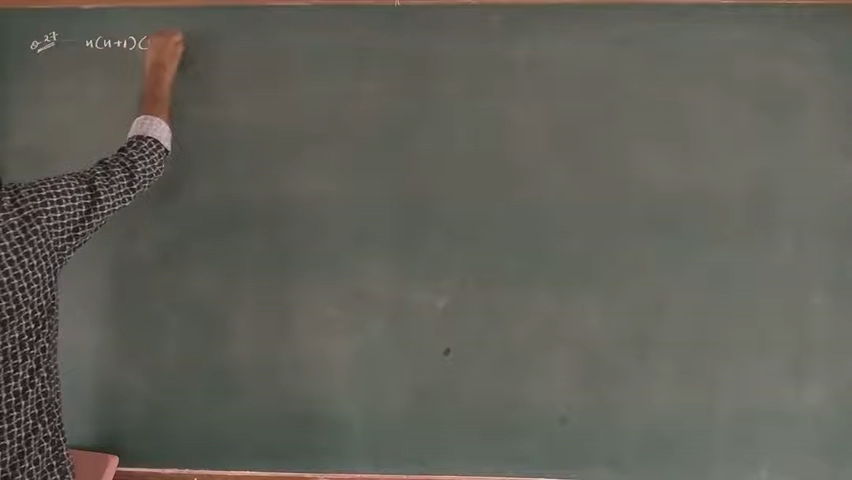 Q 27 — n(n+1)(